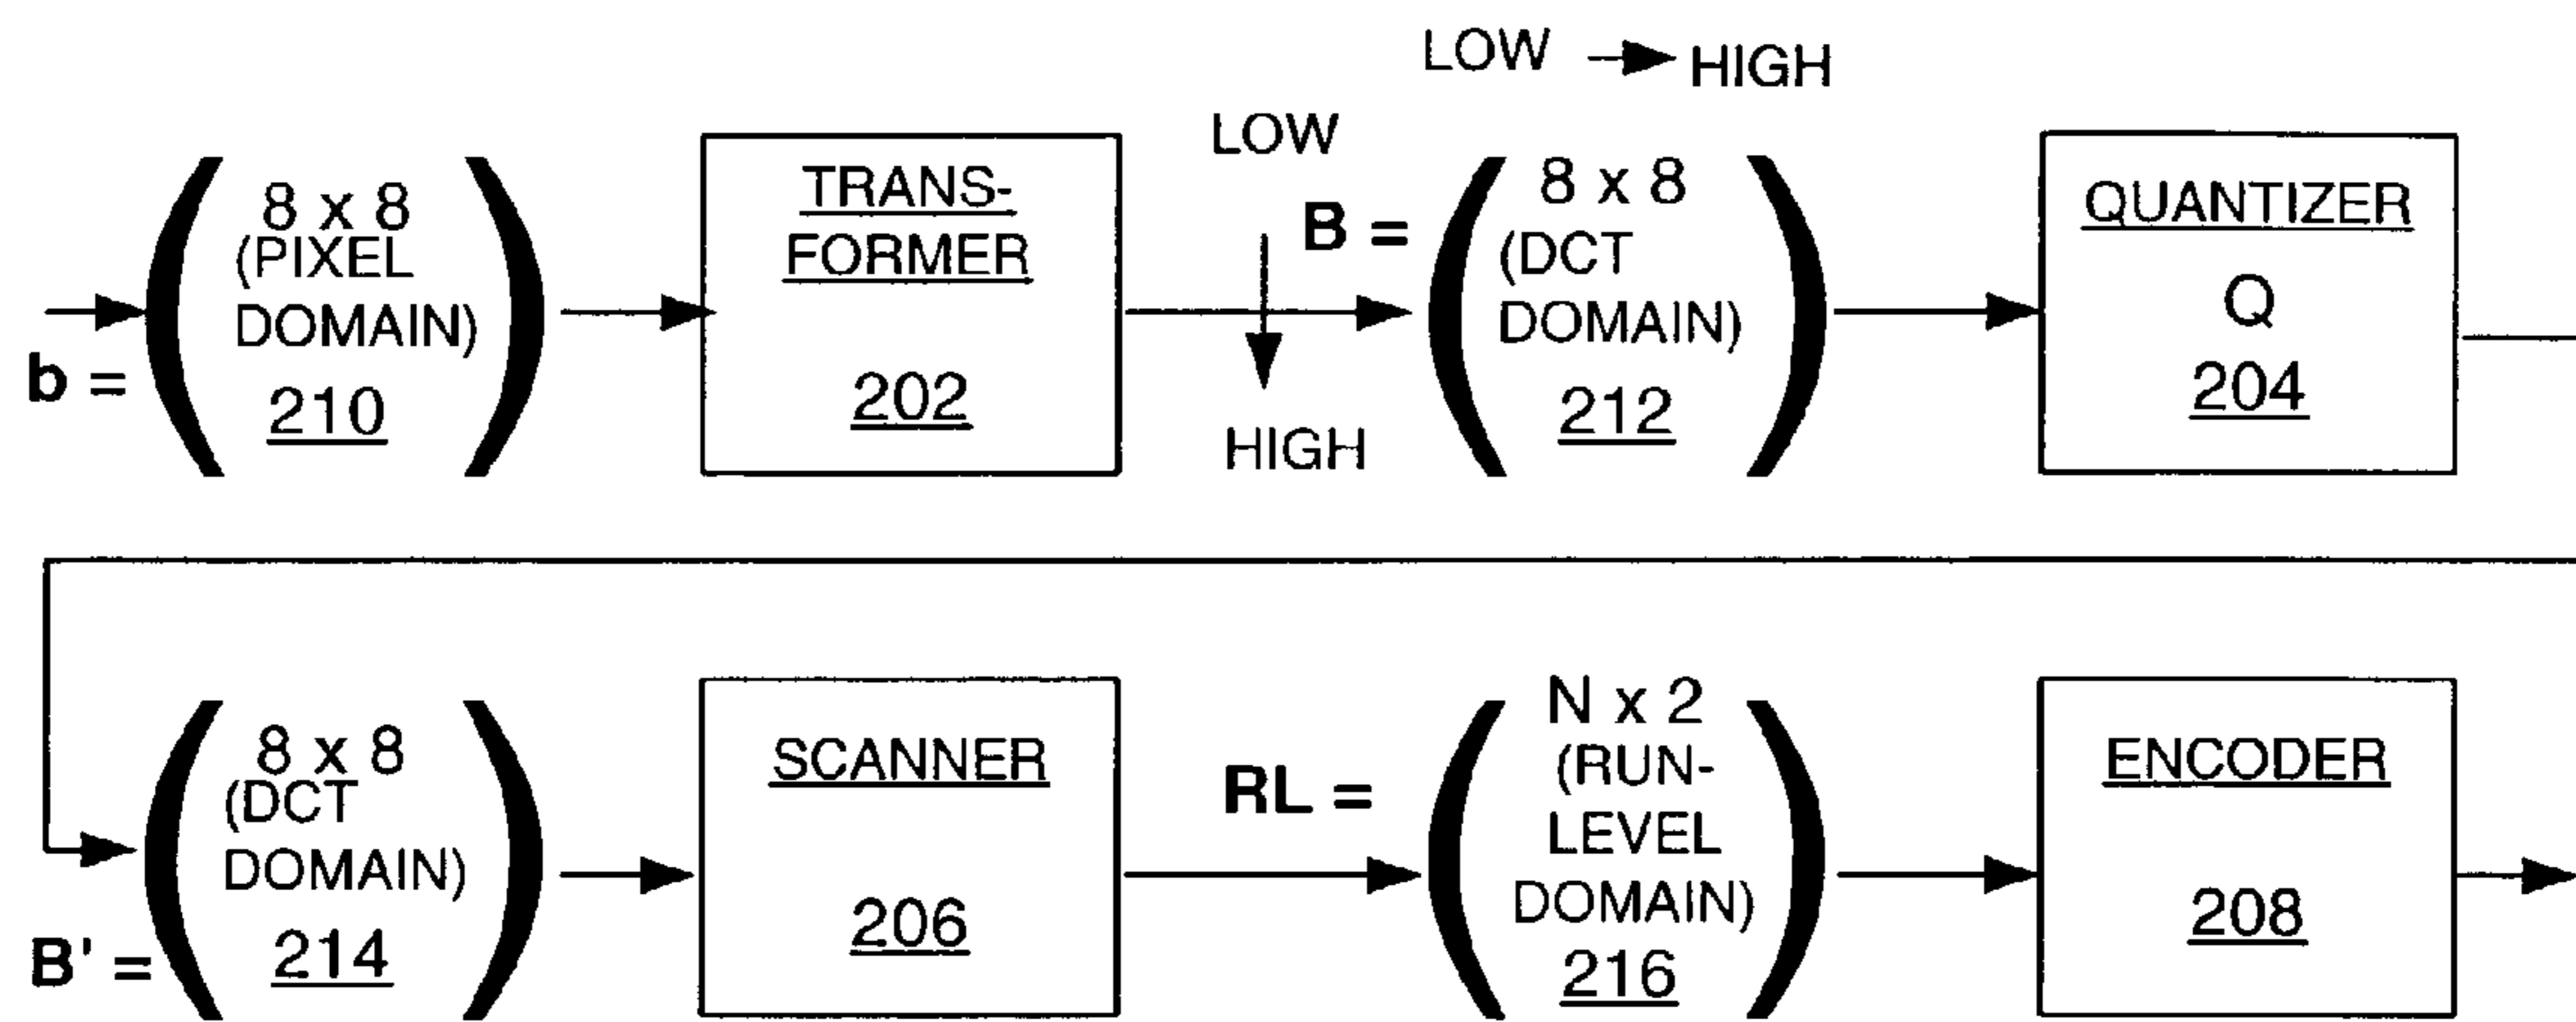 LOW → HIGH
LOW
HIGH
b =
8 x 8
(PIXEL
DOMAIN)
210
TRANS-
FORMER
202
B =
8 x 8
(DCT
DOMAIN)
212
QUANTIZER
Q
204
B' =
8 x 8
(DCT
DOMAIN)
214
SCANNER
206
RL =
N x 2
(RUN-
LEVEL
DOMAIN)
216
ENCODER
208